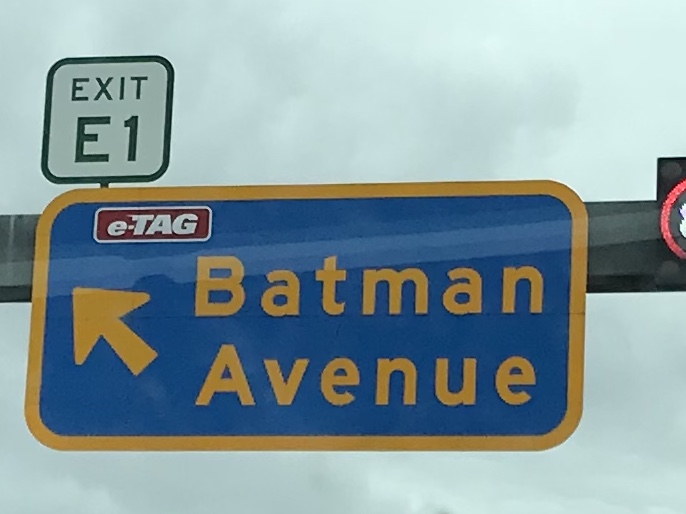 EXIT
E1
e-TAG
Batman
Avenue